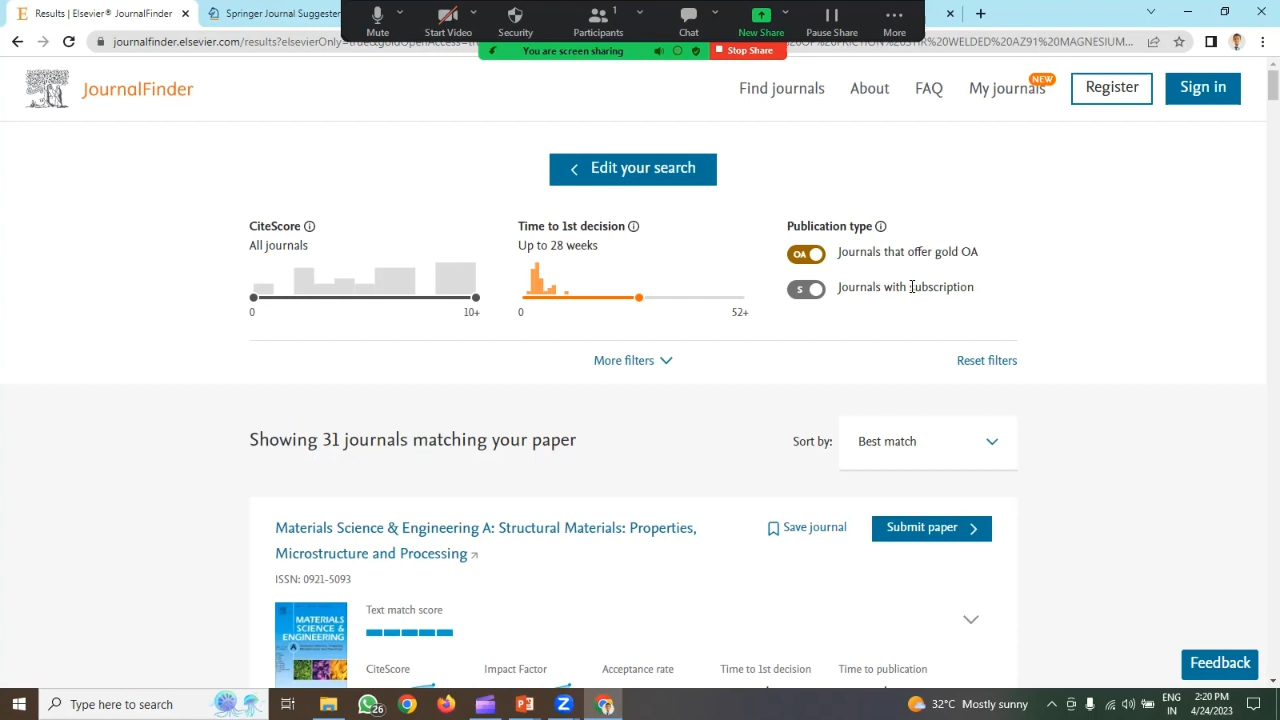 Results | Elsevier® JournalFinder
Springer Journal Suggester
1
Mute
Start Video
Security
Participants
Chat
New Share
Pause Share
More
journalfinder.elsevier.com/results?elsevierOnly=
WELDED%20AZ91%20MAGNESIUM...
You are screen sharing
Stop Share
JournalFinder
Find journals
About
FAQ
My journals
NEW
Register
Sign in
Edit your search
CiteScore
All journals
0
10+
Time to 1st decision
Up to 28 weeks
0
52+
Publication type
OA
Journals that offer gold OA
S
Journals with subscription
More filters
Reset filters
Showing 31 journals matching your paper
Sort by:
Best match
Materials Science & Engineering A: Structural Materials: Properties,
Microstructure and Processing
Save journal
Submit paper
ISSN: 0921-5093
MATERIALS
SCIENCE &
ENGINEERING
Text match score
CiteScore
Impact Factor
Acceptance rate
Time to 1st decision
Time to publication
Feedback
Type here to search
26
32°C Mostly sunny
ENG
IN
2:20 PM
4/24/2023